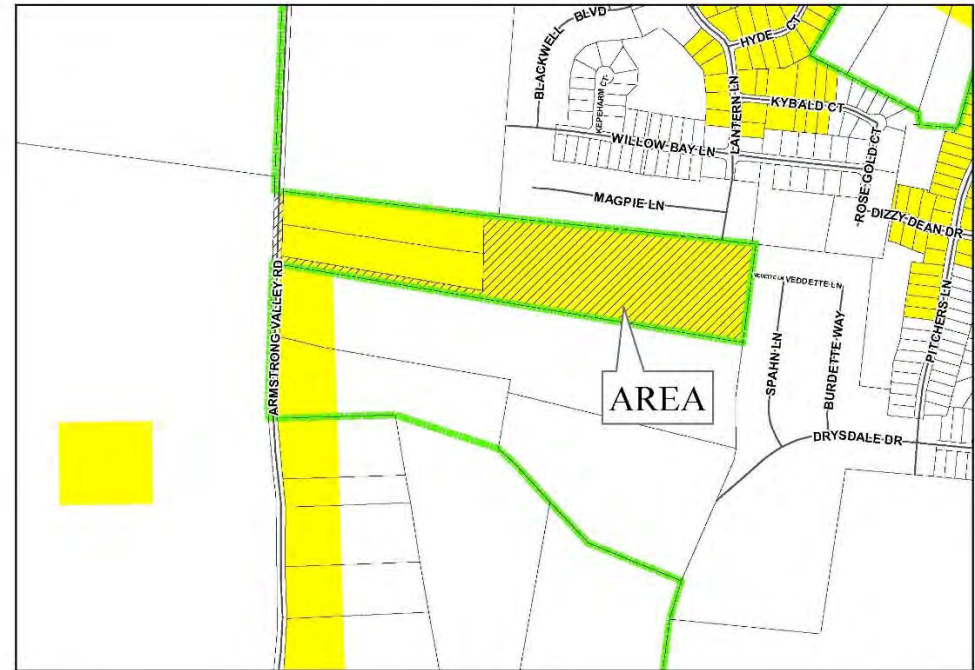 BLACKWELL BLVD
HYDE CT
KEPEHARM CT
KYBALD CT
LANTERN LN
WILLOW BAY LN
ROSE GOLD CT
MAGPIE LN
DIZZY DEAN DR
ARMSTRONG VALLEY RD
VEDDETTE LN
PITCHERS LN
SPAHN LN
BURDETTE WAY
AREA
DRYSDALE DR